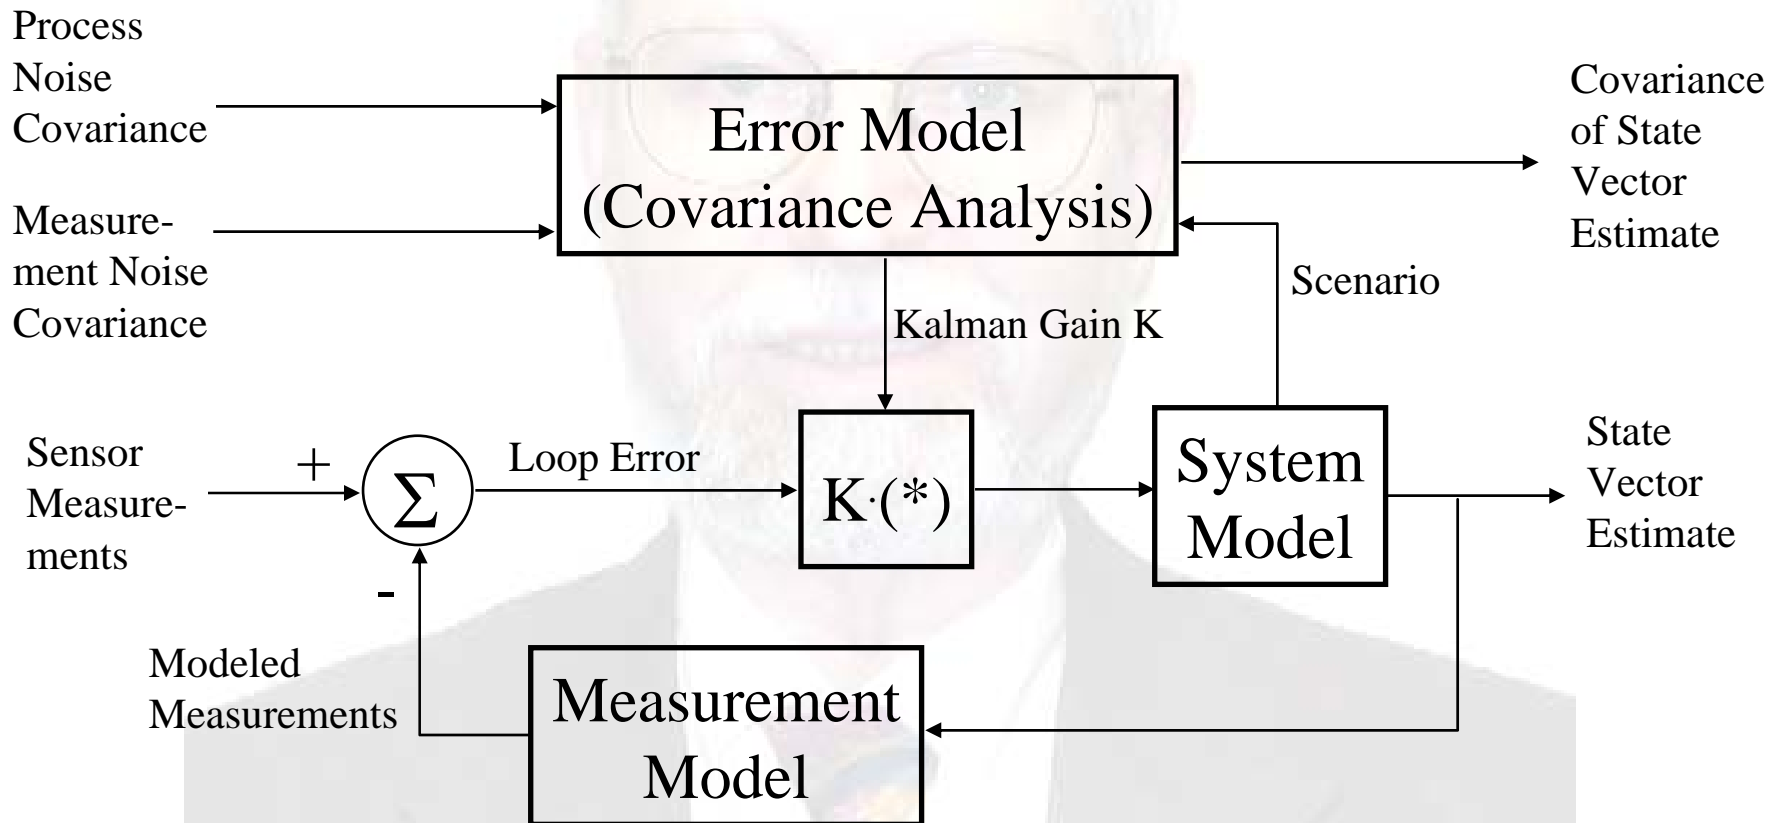 Process
Noise
Covariance
Error Model
(Covariance Analysis)
Covariance
of State
Vector
Estimate
Measure-
ment Noise
Covariance
Scenario
Kalman Gain K
Sensor
Measure-
ments
+
Σ
Loop Error
K·(*)
System
Model
State
Vector
Estimate
-
Modeled
Measurements
Measurement
Model